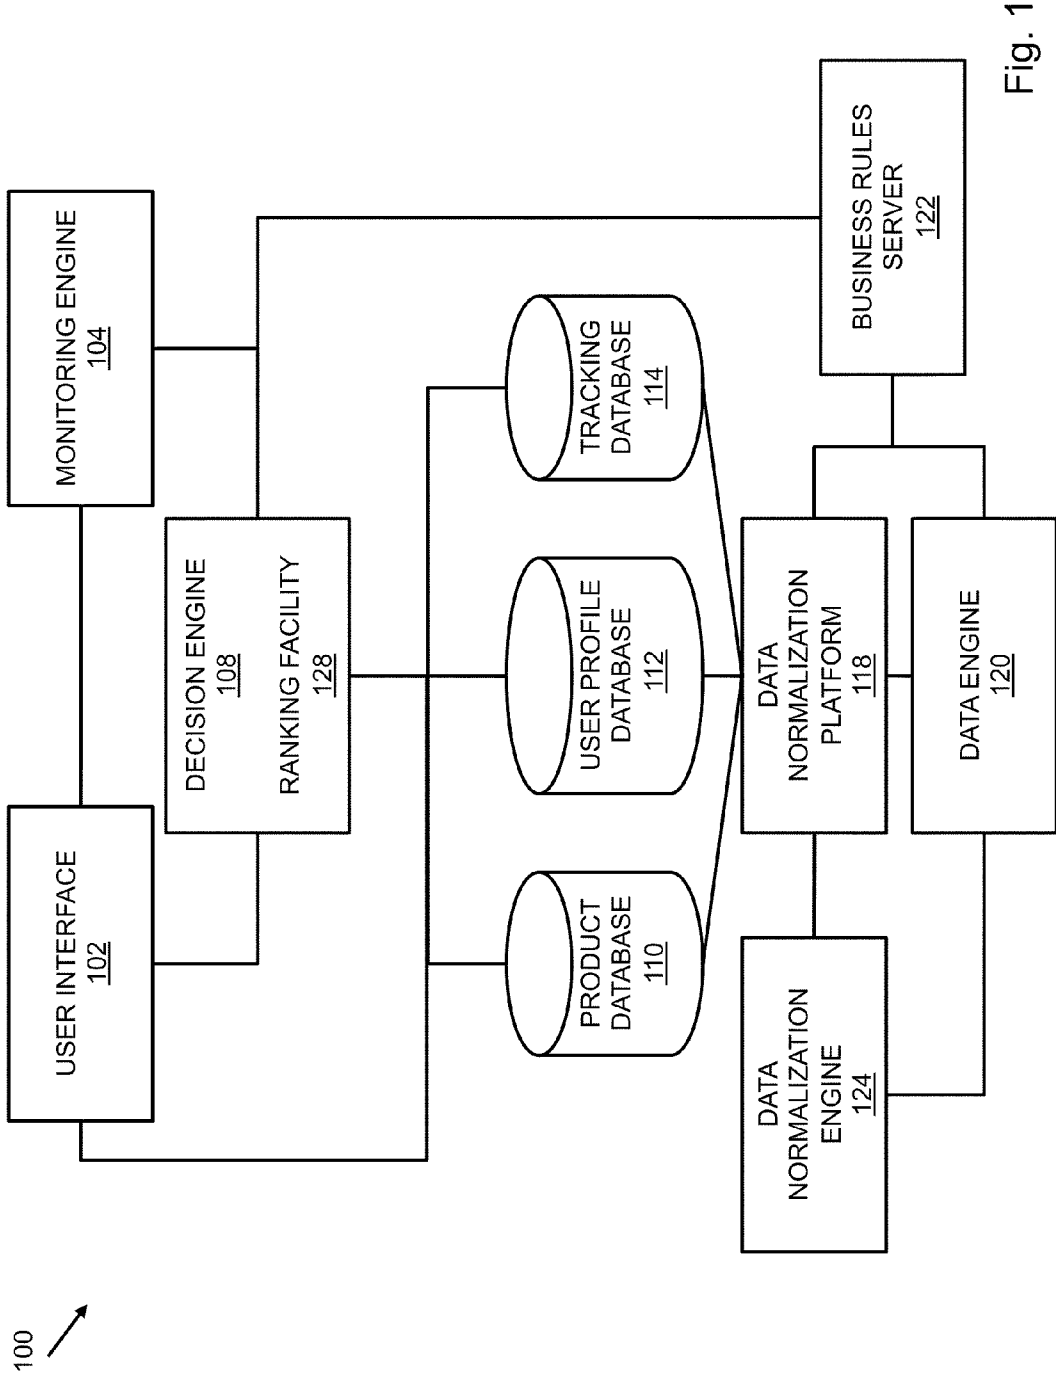 100
USER INTERFACE
102
MONITORING ENGINE
104
DECISION ENGINE
108
RANKING FACILITY
128
PRODUCT
DATABASE
110
USER PROFILE
DATABASE
112
TRACKING
DATABASE
114
DATA
NORMALIZATION
ENGINE
124
DATA
NORMALIZATION
PLATFORM
118
BUSINESS RULES
SERVER
122
DATA ENGINE
120
Fig. 1